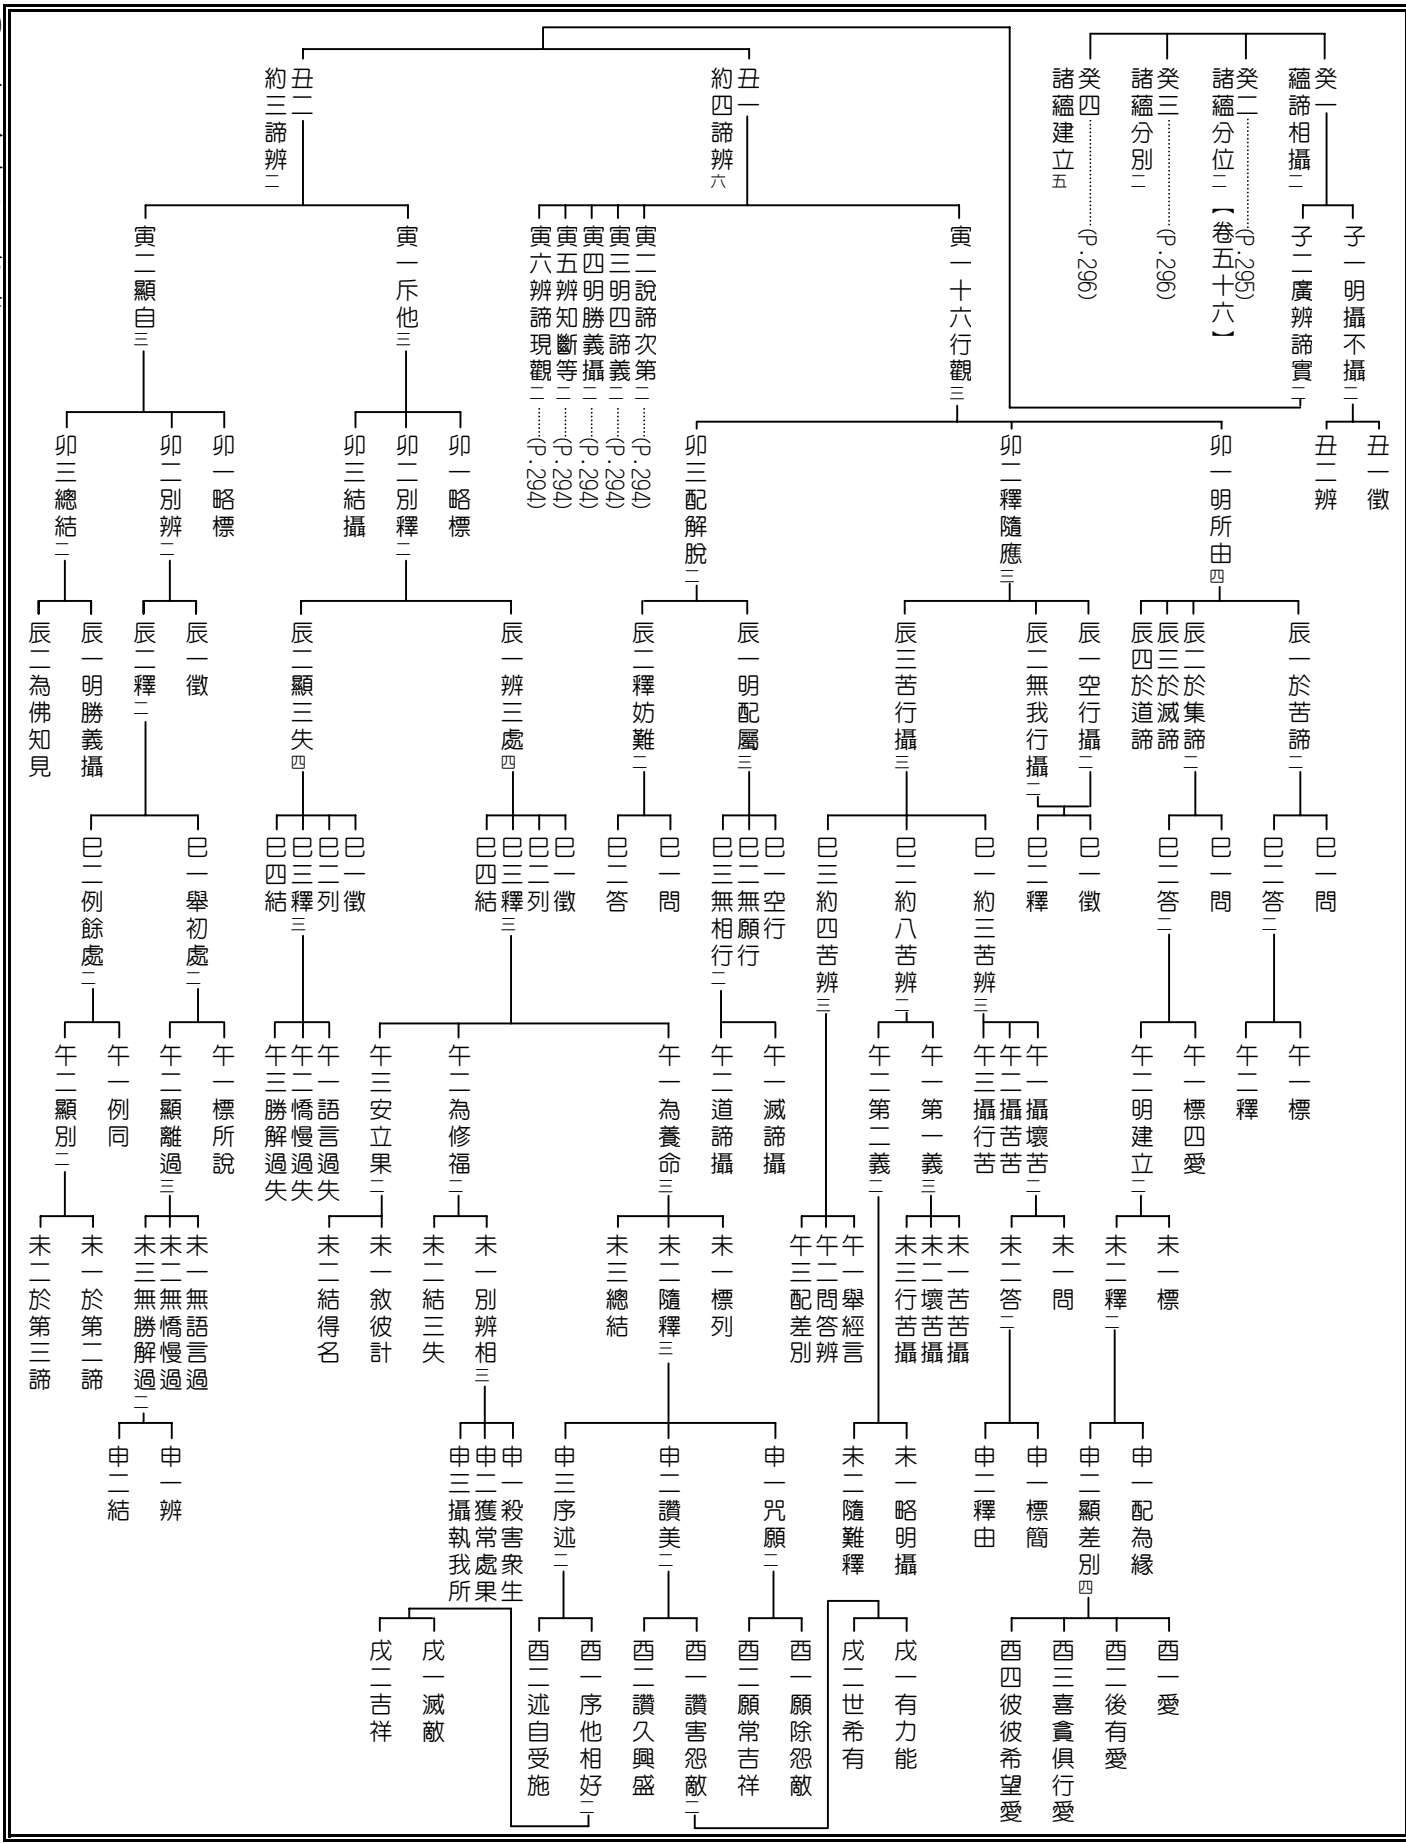 癸一
蘊諦相攝二
癸二………(P.295)
諸蘊分位二【卷五十六】
癸三………(P.296)
諸蘊分別二
癸四………(P.296)
諸蘊建立五
子一明攝不攝二
子二廣辨諦實二
丑一徵
丑二辨
丑一
約四諦辨六
丑二
約三諦辨二
寅一十六行觀三
寅二說諦次第二……(P.294)
寅三明四諦義二……(P.294)
寅四明勝義攝二……(P.294)
寅五辨知斷等二……(P.294)
寅六辨諦現觀二……(P.294)
寅一斥他三
寅二顯自三
卯一明所由四
卯二釋隨應三
卯三配解脫二
卯一略標
卯二別釋二
卯三結攝
卯一略標
卯二別辨二
卯三總結二
辰一於苦諦二
辰二於集諦二
辰三於滅諦
辰四於道諦
辰一空行攝二
辰二無我行攝二
辰三苦行攝三
辰一明配屬三
辰二釋妨難二
辰一辨三處四
辰二顯三失四
辰一徵
辰二釋二
辰一明勝義攝
辰二為佛知見
巳一問
巳二答二
巳一問
巳二答二
巳一徵
巳二釋
巳一約三苦辨三
巳二約八苦辨二
巳三約四苦辨三
巳一空行
巳二無願行
巳三無相行二
巳一問
巳二答
巳一徵
巳二列
巳三釋三
巳四結
巳一徵
巳二列
巳三釋三
巳四結
巳一舉初處二
巳二例餘處二
午一標
午二釋
午一標四愛
午二明建立二
午一攝壞苦二
午二攝苦苦
午三攝行苦
午一第一義三
午二第二義二
午一滅諦攝
午二道諦攝
午一為養命三
午二為修福二
午三安立果二
午一語言過失
午二憍慢過失
午三勝解過失
午一標所說
午二顯離過三
午一例同
午二顯別二
未一標
未二釋二
未一問
未二答二
未一苦苦攝
未二壞苦攝
未三行苦攝
午一舉經言
午二問答辨
午三配差別
未一標列
未二隨釋三
未三總結
未一別辨相三
未二結三失
未一敘彼計
未二結得名
未一無語言過
未二無憍慢過
未三無勝解過二
未一於第二諦
未二於第三諦
申一配為緣
申二顯差別四
申一標簡
申二釋由
未一略明攝
未二隨難釋
申一咒願二
申二讚美二
申三序述二
申一殺害衆生
申二獲常處果
申三攝執我所
申一辨
申二結
酉一愛
酉二後有愛
酉三喜貪俱行愛
酉四彼彼希望愛
戌一有力能
戌二世希有
酉一願除怨敵
酉二願常吉祥
酉一讚害怨敵二
酉二讚久興盛
酉一序他相好二
酉二述自受施
戌一滅敵
戌二吉祥